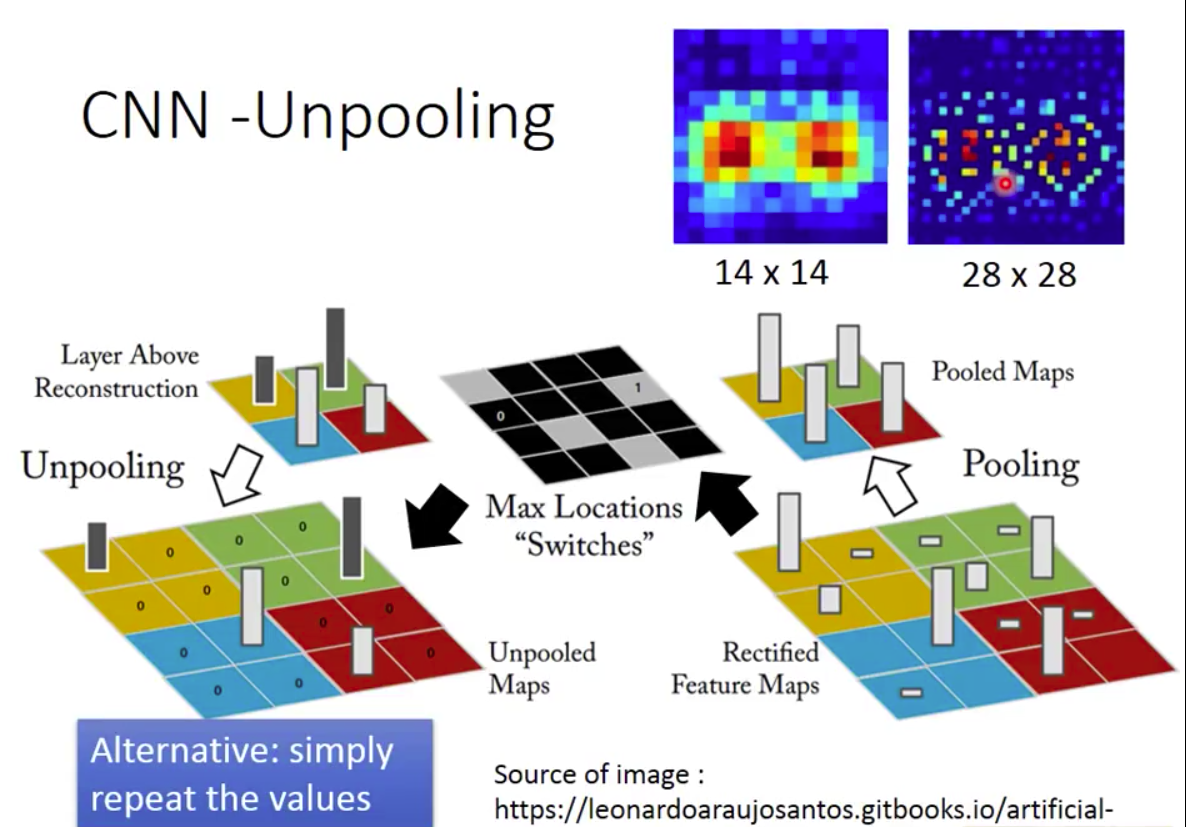 CNN -Unpooling
14 x 14
28 x 28
Layer Above
Reconstruction
1
0
Pooled Maps
Unpooling
Pooling
Max Locations
“Switches”
0
0
0
0
0
0
0
0
0
0
0
0
Unpooled
Maps
Rectified
Feature Maps
Alternative: simply
repeat the values
Source of image :
https://leonardoaraujosantos.gitbooks.io/artificial-